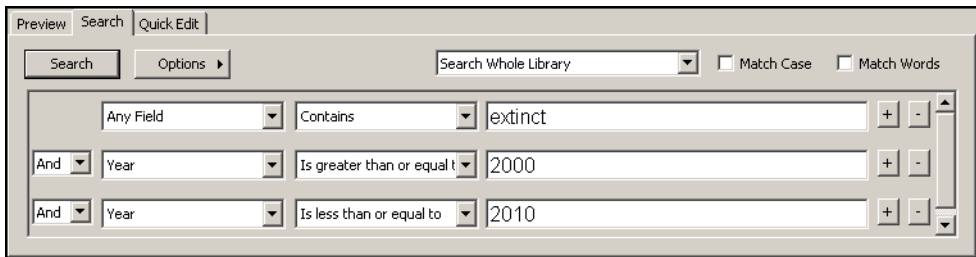 Preview Search Quick Edit
Search Options Search Whole Library Match Case Match Words
Any Field Contains extinct + -
And Year Is greater than or equal t 2000 + -
And Year Is less than or equal to 2010 + -